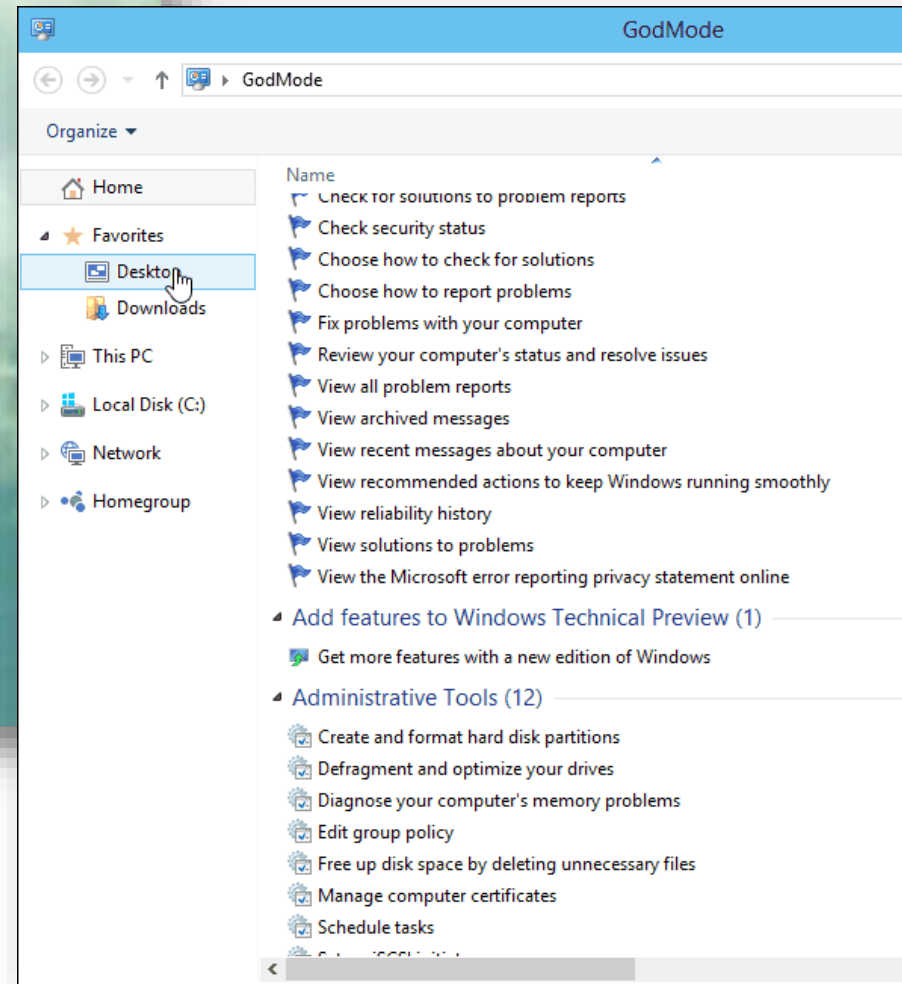 GodMode
GodMode
Organize
Name
Home
Favorites
Desktop
Downloads
This PC
Local Disk (C:)
Network
Homegroup
Check for solutions to problem reports
Check security status
Choose how to check for solutions
Choose how to report problems
Fix problems with your computer
Review your computer's status and resolve issues
View all problem reports
View archived messages
View recent messages about your computer
View recommended actions to keep Windows running smoothly
View reliability history
View solutions to problems
View the Microsoft error reporting privacy statement online
Add features to Windows Technical Preview (1)
Get more features with a new edition of Windows
Administrative Tools (12)
Create and format hard disk partitions
Defragment and optimize your drives
Diagnose your computer's memory problems
Edit group policy
Free up disk space by deleting unnecessary files
Manage computer certificates
Schedule tasks